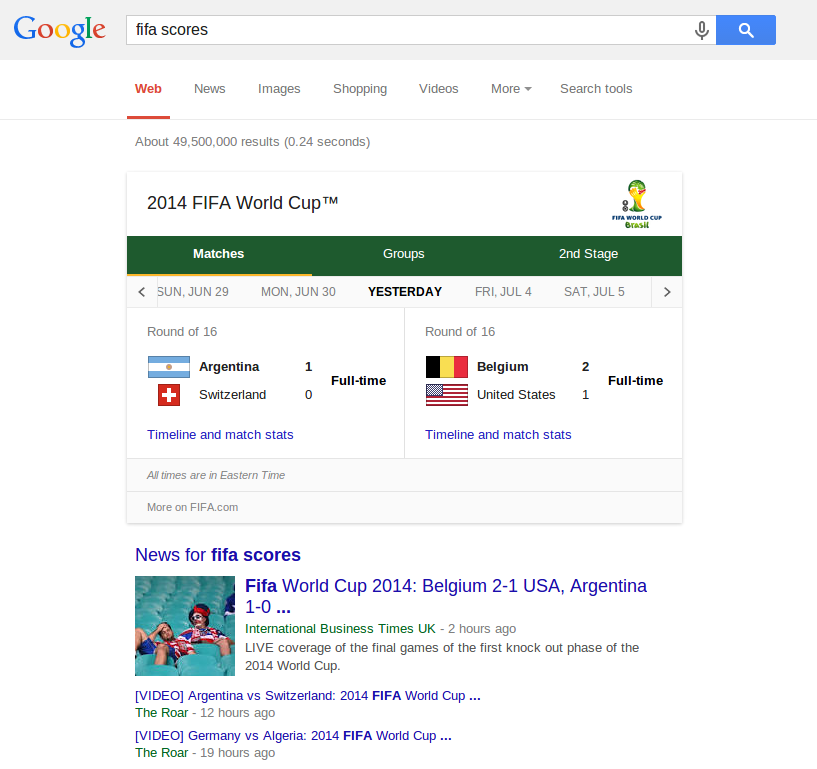 Google
fifa scores
Web News Images Shopping Videos More Search tools
About 49,500,000 results (0.24 seconds)
2014 FIFA World Cup™
FIFA WORLD CUP
Brasil
Matches Groups 2nd Stage
SUN, JUN 29 MON, JUN 30 YESTERDAY FRI, JUL 4 SAT, JUL 5
Round of 16
Argentina 1
Full-time
Switzerland 0
Timeline and match stats
Round of 16
Belgium 2
Full-time
United States 1
Timeline and match stats
All times are in Eastern Time
More on FIFA.com
News for fifa scores
Fifa World Cup 2014: Belgium 2-1 USA, Argentina
1-0 ...
International Business Times UK - 2 hours ago
LIVE coverage of the final games of the first knock out phase of the
2014 World Cup.
[VIDEO] Argentina vs Switzerland: 2014 FIFA World Cup ...
The Roar - 12 hours ago
[VIDEO] Germany vs Algeria: 2014 FIFA World Cup ...
The Roar - 19 hours ago